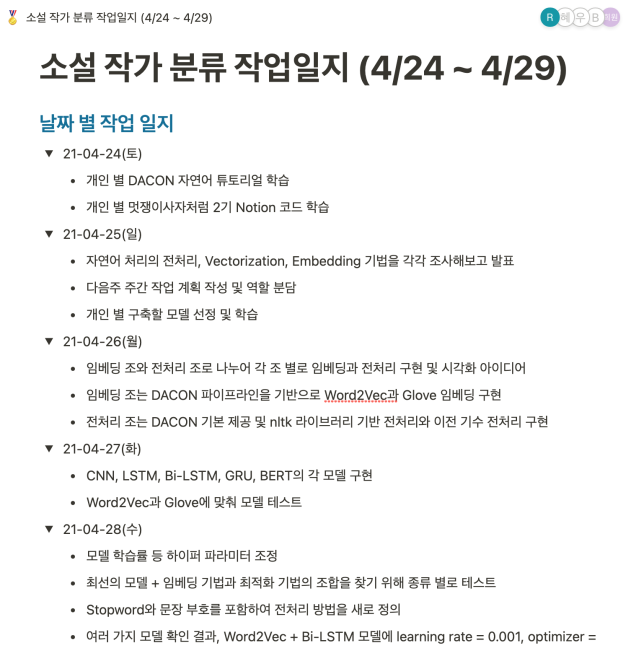 🏅 소설 작가 분류 작업일지 (4/24 ~ 4/29)
R 혜 우 B 희원
소설 작가 분류 작업일지 (4/24 ~ 4/29)
날짜 별 작업 일지
▼ 21-04-24(토)
• 개인 별 DACON 자연어 튜토리얼 학습
• 개인 별 멋쟁이사자처럼 2기 Notion 코드 학습
▼ 21-04-25(일)
• 자연어 처리의 전처리, Vectorization, Embedding 기법을 각각 조사해보고 발표
• 다음주 주간 작업 계획 작성 및 역할 분담
• 개인 별 구축할 모델 선정 및 학습
▼ 21-04-26(월)
• 임베딩 조와 전처리 조로 나누어 각 조 별로 임베딩과 전처리 구현 및 시각화 아이디어
• 임베딩 조는 DACON 파이프라인을 기반으로 Word2Vec과 Glove 임베딩 구현
• 전처리 조는 DACON 기본 제공 및 nltk 라이브러리 기반 전처리와 이전 기수 전처리 구현
▼ 21-04-27(화)
• CNN, LSTM, Bi-LSTM, GRU, BERT의 각 모델 구현
• Word2Vec과 Glove에 맞춰 모델 테스트
▼ 21-04-28(수)
• 모델 학습률 등 하이퍼 파라미터 조정
• 최선의 모델 + 임베딩 기법과 최적화 기법의 조합을 찾기 위해 종류 별로 테스트
• Stopword와 문장 부호를 포함하여 전처리 방법을 새로 정의
• 여러 가지 모델 확인 결과, Word2Vec + Bi-LSTM 모델에 learning rate = 0.001, optimizer =